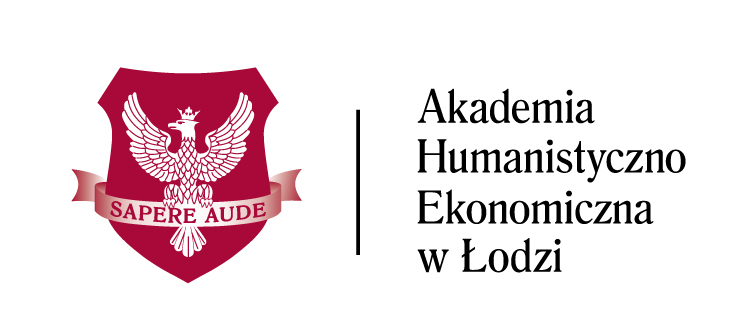 SAPERE AUDE
Akademia
Humanistyczno
Ekonomiczna
w Łodzi